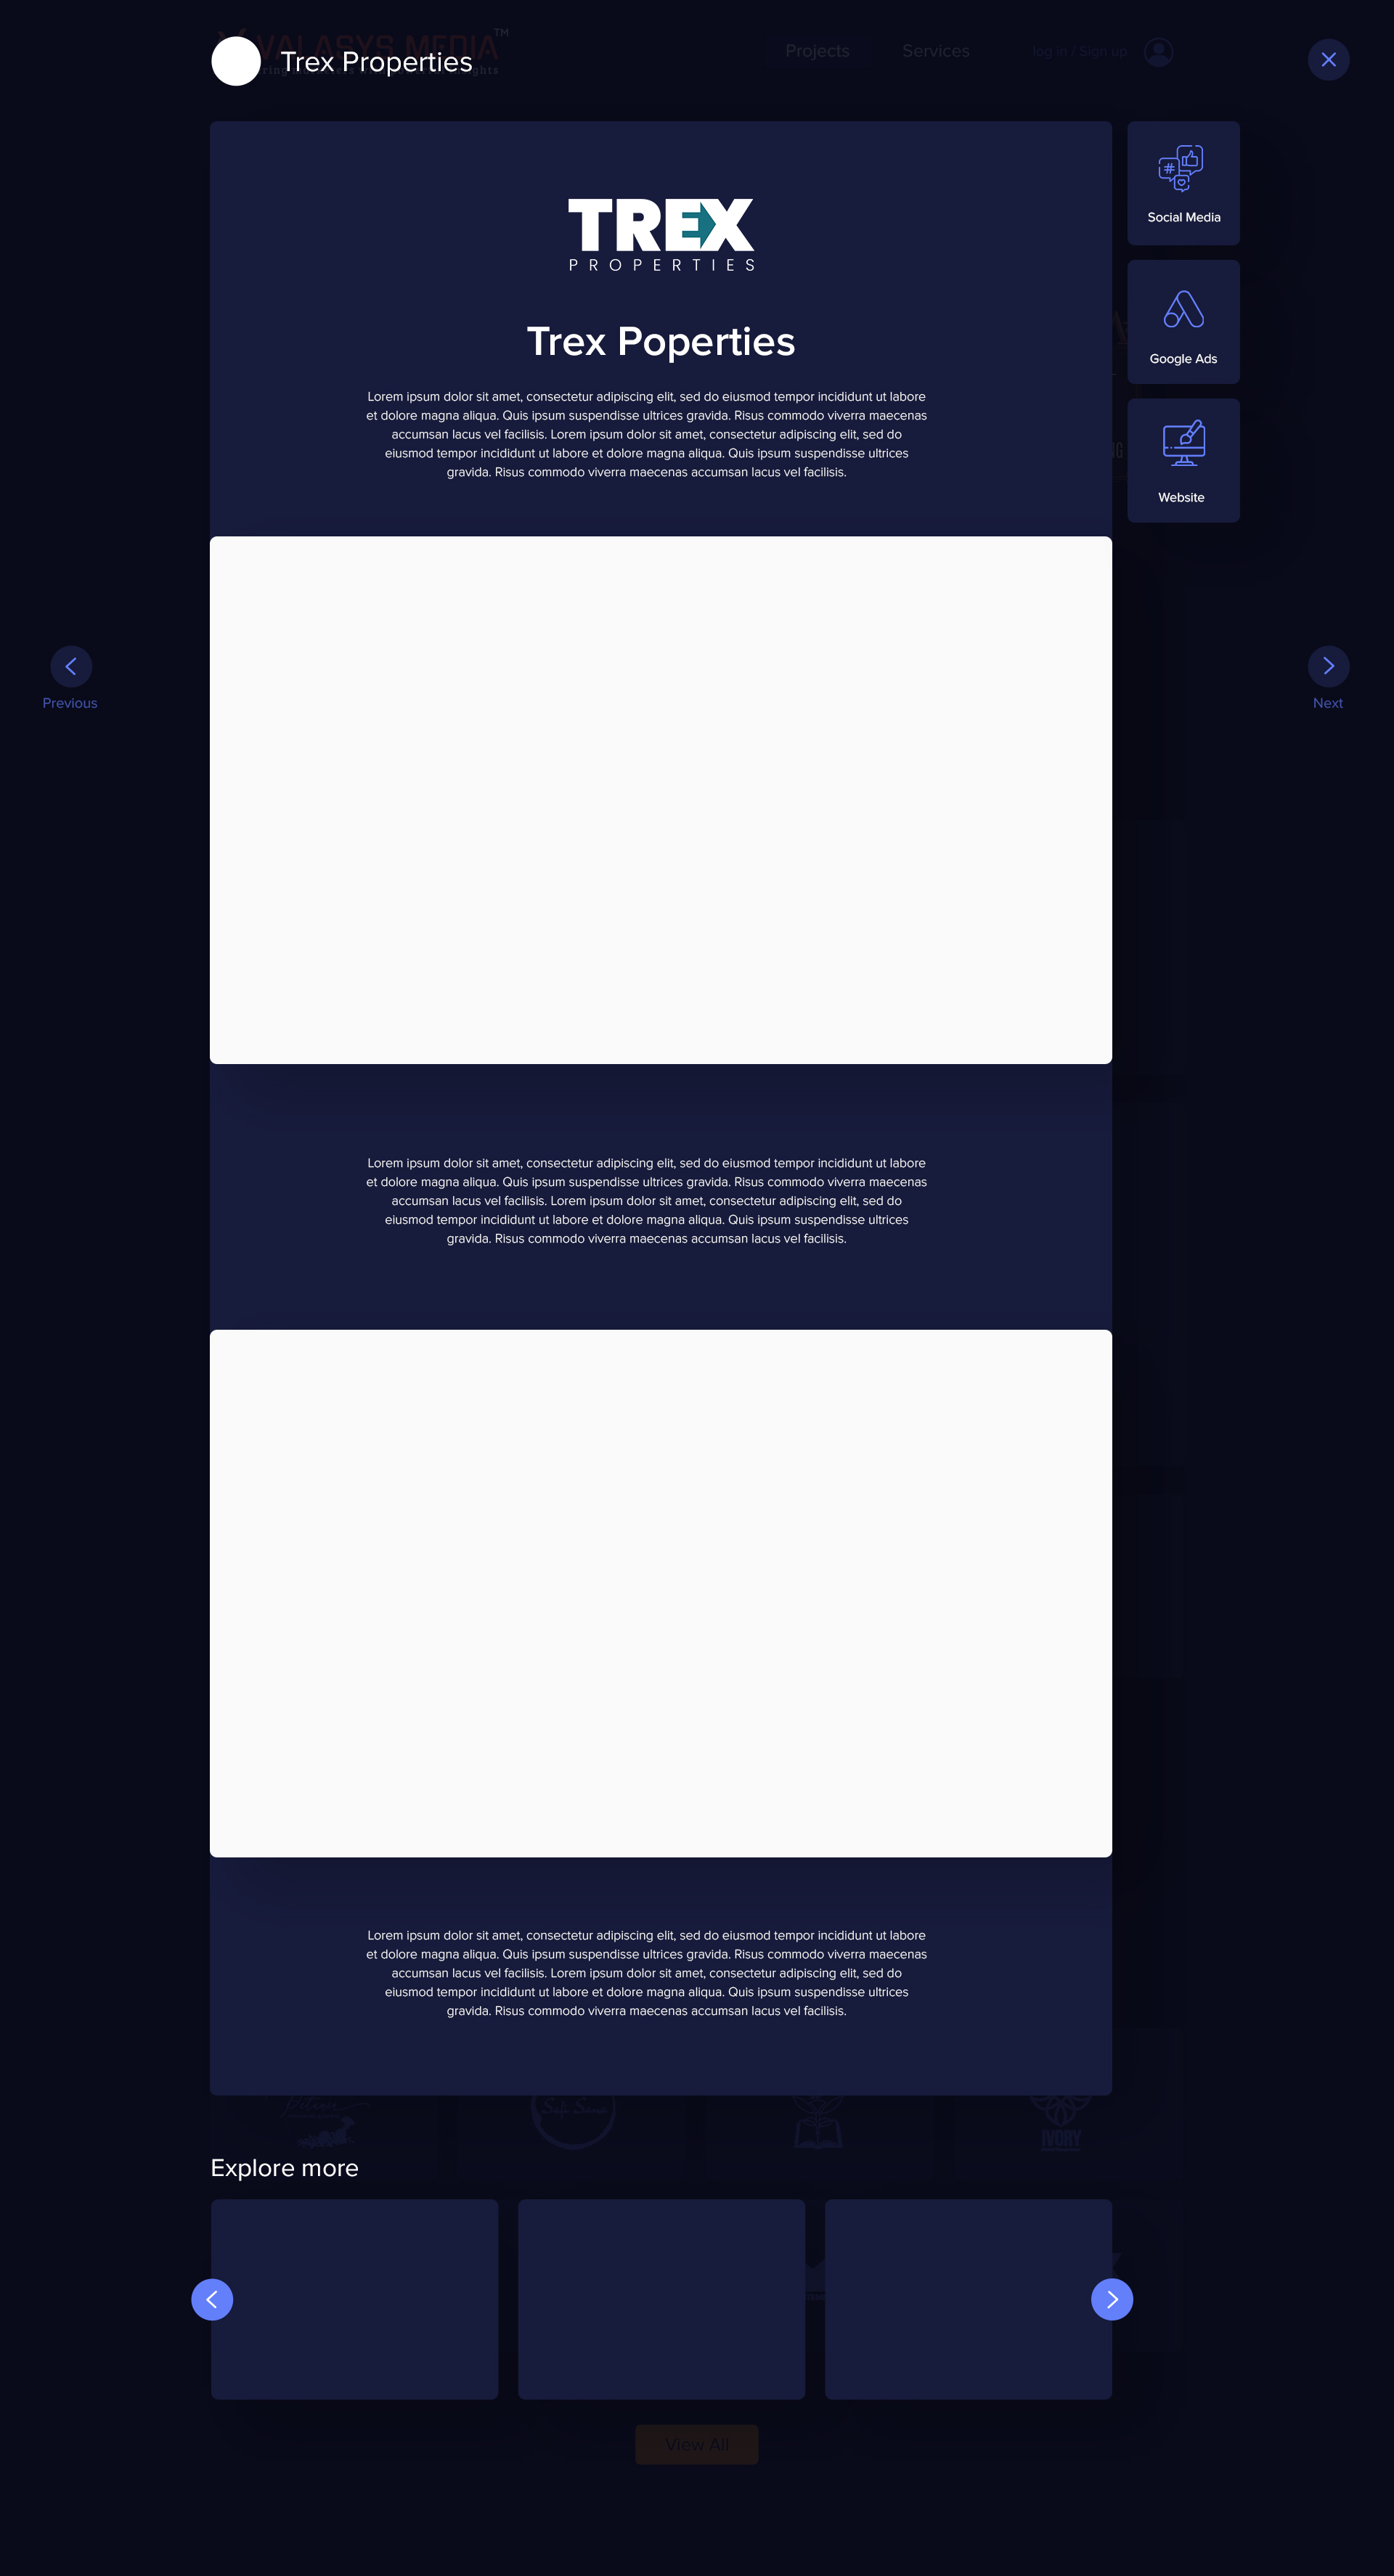 VALASYS MEDIA™
Trex Properties
Projects
Services
log in / Sign up
TREX
PROPERTIES
Social Media
Google Ads
Website
Trex Poperties
Lorem ipsum dolor sit amet, consectetur adipiscing elit, sed do eiusmod tempor incididunt ut labore
et dolore magna aliqua. Quis ipsum suspendisse ultrices gravida. Risus commodo viverra maecenas
accumsan lacus vel facilisis. Lorem ipsum dolor sit amet, consectetur adipiscing elit, sed do
eiusmod tempor incididunt ut labore et dolore magna aliqua. Quis ipsum suspendisse ultrices
gravida. Risus commodo viverra maecenas accumsan lacus vel facilisis.
Previous
Next
Lorem ipsum dolor sit amet, consectetur adipiscing elit, sed do eiusmod tempor incididunt ut labore
et dolore magna aliqua. Quis ipsum suspendisse ultrices gravida. Risus commodo viverra maecenas
accumsan lacus vel facilisis. Lorem ipsum dolor sit amet, consectetur adipiscing elit, sed do
eiusmod tempor incididunt ut labore et dolore magna aliqua. Quis ipsum suspendisse ultrices
gravida. Risus commodo viverra maecenas accumsan lacus vel facilisis.
Lorem ipsum dolor sit amet, consectetur adipiscing elit, sed do eiusmod tempor incididunt ut labore
et dolore magna aliqua. Quis ipsum suspendisse ultrices gravida. Risus commodo viverra maecenas
accumsan lacus vel facilisis. Lorem ipsum dolor sit amet, consectetur adipiscing elit, sed do
eiusmod tempor incididunt ut labore et dolore magna aliqua. Quis ipsum suspendisse ultrices
gravida. Risus commodo viverra maecenas accumsan lacus vel facilisis.
IVORY
Explore more
View All